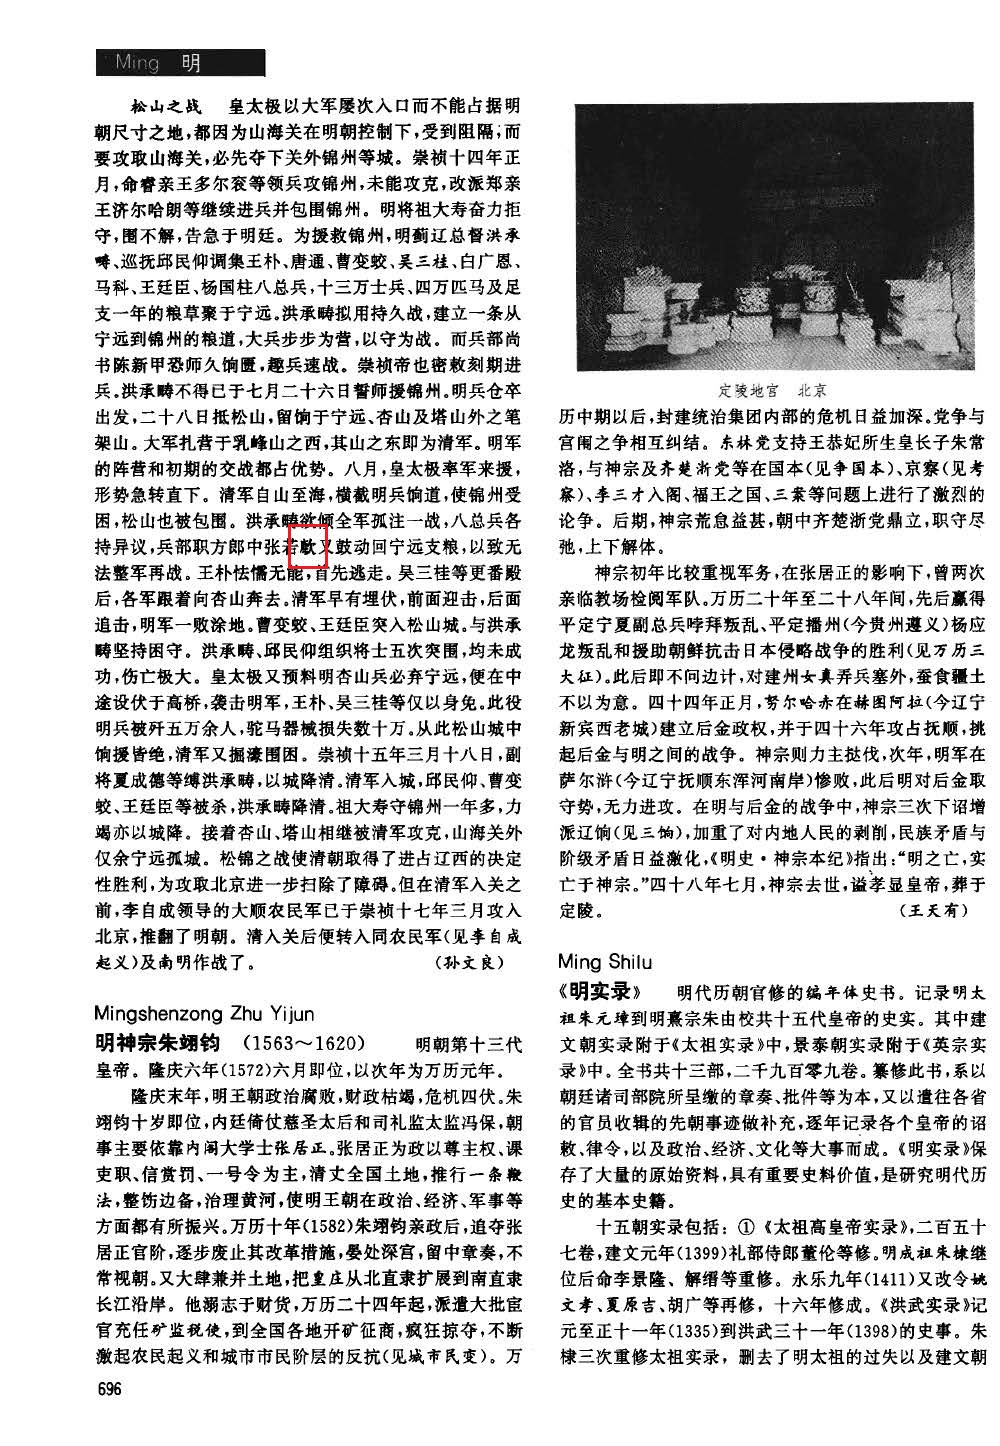 Ming 明
松山之战 皇太极以大军屡次入口而不能占据明
朝尺寸之地,都因为山海关在明朝控制下,受到阻隔;而
要攻取山海关,必先夺下关外锦州等城。崇祯十四年正
月,命睿亲王多尔衮等领兵攻锦州,未能攻克,改派郑亲
王济尔哈朗等继续进兵并包围锦州。明将祖大寿奋力拒
守,围不解,告急于明廷。为援救锦州,明蓟辽总督洪承
畴、巡抚邱民仰调集王朴、唐通、曹变蛟、吴三桂、白广恩、
马科、王廷臣、杨国柱八总兵,十三万士兵、四万匹马及足
支一年的粮草聚于宁远。洪承畴拟用持久战,建立一条从
宁远到锦州的粮道,大兵步步为营,以守为战。而兵部尚
书陈新甲恐师久饷匮,趣兵速战。崇祯帝也密敕刻期进
兵。洪承畴不得已于七月二十六日誓师援锦州。明兵仓卒
出发,二十八日抵松山,留饷于宁远、杏山及塔山外之笔
架山。大军扎营于乳峰山之西,其山之东即为清军。明军
的阵营和初期的交战都占优势。八月,皇太极率军来援,
形势急转直下。清军自山至海,横截明兵饷道,使锦州受
困,松山也被包围。洪承畴欲倾全军孤注一战,八总兵各
持异议,兵部职方郎中张若又鼓动回宁远支粮,以致无
法整军再战。王朴怯懦无能,首先逃走。吴三桂等更番殿
后,各军跟着向杏山奔去。清军早有埋伏,前面迎击,后面
追击,明军一败涂地。曹变蛟、王廷臣突入松山城。与洪承
畴坚持困守。洪承畴、邱民仰组织将士五次突围,均未成
功,伤亡极大。皇太极又预料明杏山兵必弃宁远,便在中
途设伏于高桥,袭击明军,王朴、吴三桂等仅以身免。此役
明兵被歼五万余人,驼马器械损失数十万。从此松山城中
饷援皆绝,清军又掘濠围困。崇祯十五年三月十八日,副
将夏成德等缚洪承畴,以城降清。清军入城,邱民仰、曹变
蛟、王廷臣等被杀,洪承畴降清。祖大寿守锦州一年多,力
竭亦以城降。接着杏山、塔山相继被清军攻克,山海关外
仅余宁远孤城。松锦之战使清朝取得了进占辽西的决定
性胜利,为攻取北京进一步扫除了障碍。但在清军入关之
前,李自成领导的大顺农民军已于崇祯十七年三月攻入
北京,推翻了明朝。清入关后便转入同农民军(见李自成
起义)及南明作战了。 (孙文良)
Mingshenzong Zhu Yijun
明神宗朱翊钧 (1563～1620) 明朝第十三代
皇帝。隆庆六年(1572)六月即位,以次年为万历元年。
隆庆末年,明王朝政治腐败,财政枯竭,危机四伏。朱
翊钧十岁即位,内廷倚仗慈圣太后和司礼监太监冯保,朝
事主要依靠内阁大学士张居正。张居正为政以尊主权、课
吏职、信赏罚、一号令为主,清丈全国土地,推行一条鞭
法,整饬边备,治理黄河,使明王朝在政治、经济、军事等
方面都有所振兴。万历十年(1582)朱翊钧亲政后,追夺张
居正官阶,逐步废止其改革措施,晏处深宫,留中章奏,不
常视朝。又大肆兼并土地,把皇庄从北直隶扩展到南直隶
长江沿岸。他溺志于财货,万历二十四年起,派遣大批宦
官充任矿监税使,到全国各地开矿征商,疯狂掠夺,不断
激起农民起义和城市市民阶层的反抗(见城市民变)。万
696
定陵地宫 北京
历中期以后,封建统治集团内部的危机日益加深。党争与
宫闱之争相互纠结。东林党支持王恭妃所生皇长子朱常
洛,与神宗及齐楚浙党等在国本(见争国本)、京察(见考
察)、李三才入阁、福王之国、三案等问题上进行了激烈的
论争。后期,神宗荒怠益甚,朝中齐楚浙党鼎立,职守尽
弛,上下解体。
神宗初年比较重视军务,在张居正的影响下,曾两次
亲临教场检阅军队。万历二十年至二十八年间,先后赢得
平定宁夏副总兵哱拜叛乱、平定播州(今贵州遵义)杨应
龙叛乱和援助朝鲜抗击日本侵略战争的胜利(见万历三
大征)。此后即不问边计,对建州女真弄兵塞外,蚕食疆土
不以为意。四十四年正月,努尔哈赤在赫图阿拉(今辽宁
新宾西老城)建立后金政权,并于四十六年攻占抚顺,挑
起后金与明之间的战争。神宗则力主挞伐,次年,明军在
萨尔浒(今辽宁抚顺东浑河南岸)惨败,此后明对后金取
守势,无力进攻。在明与后金的战争中,神宗三次下诏增
派辽饷(见三饷),加重了对内地人民的剥削,民族矛盾与
阶级矛盾日益激化,《明史·神宗本纪》指出:“明之亡,实
亡于神宗。”四十八年七月,神宗去世,谥孝显皇帝,葬于
定陵。 (王天有)
Ming Shilu
《明实录》 明代历朝官修的编年体史书。记录明太
祖朱元璋到明熹宗朱由校共十五代皇帝的史实。其中建
文朝实录附于《太祖实录》中,景泰朝实录附于《英宗实
录》中。全书共十三部,二千九百零九卷。纂修此书,系以
朝廷诸司部院所呈缴的章奏、批件等为本,又以遣往各省
的官员收辑的先朝事迹做补充,逐年记录各个皇帝的诏
敕、律令,以及政治、经济、文化等大事而成。《明实录》保
存了大量的原始资料,具有重要史料价值,是研究明代历
史的基本史籍。
十五朝实录包括: ①《太祖高皇帝实录》,二百五十
七卷,建文元年(1399)礼部侍郎董伦等修。明成祖朱棣继
位后命李景隆、解缙等重修。永乐九年(1411)又改令姚
文孝、夏原吉、胡广等再修, 十六年修成。《洪武实录》记
元至正十一年(1335)到洪武三十一年(1398)的史事。朱
棣三次重修太祖实录, 删去了明太祖的过失以及建文朝